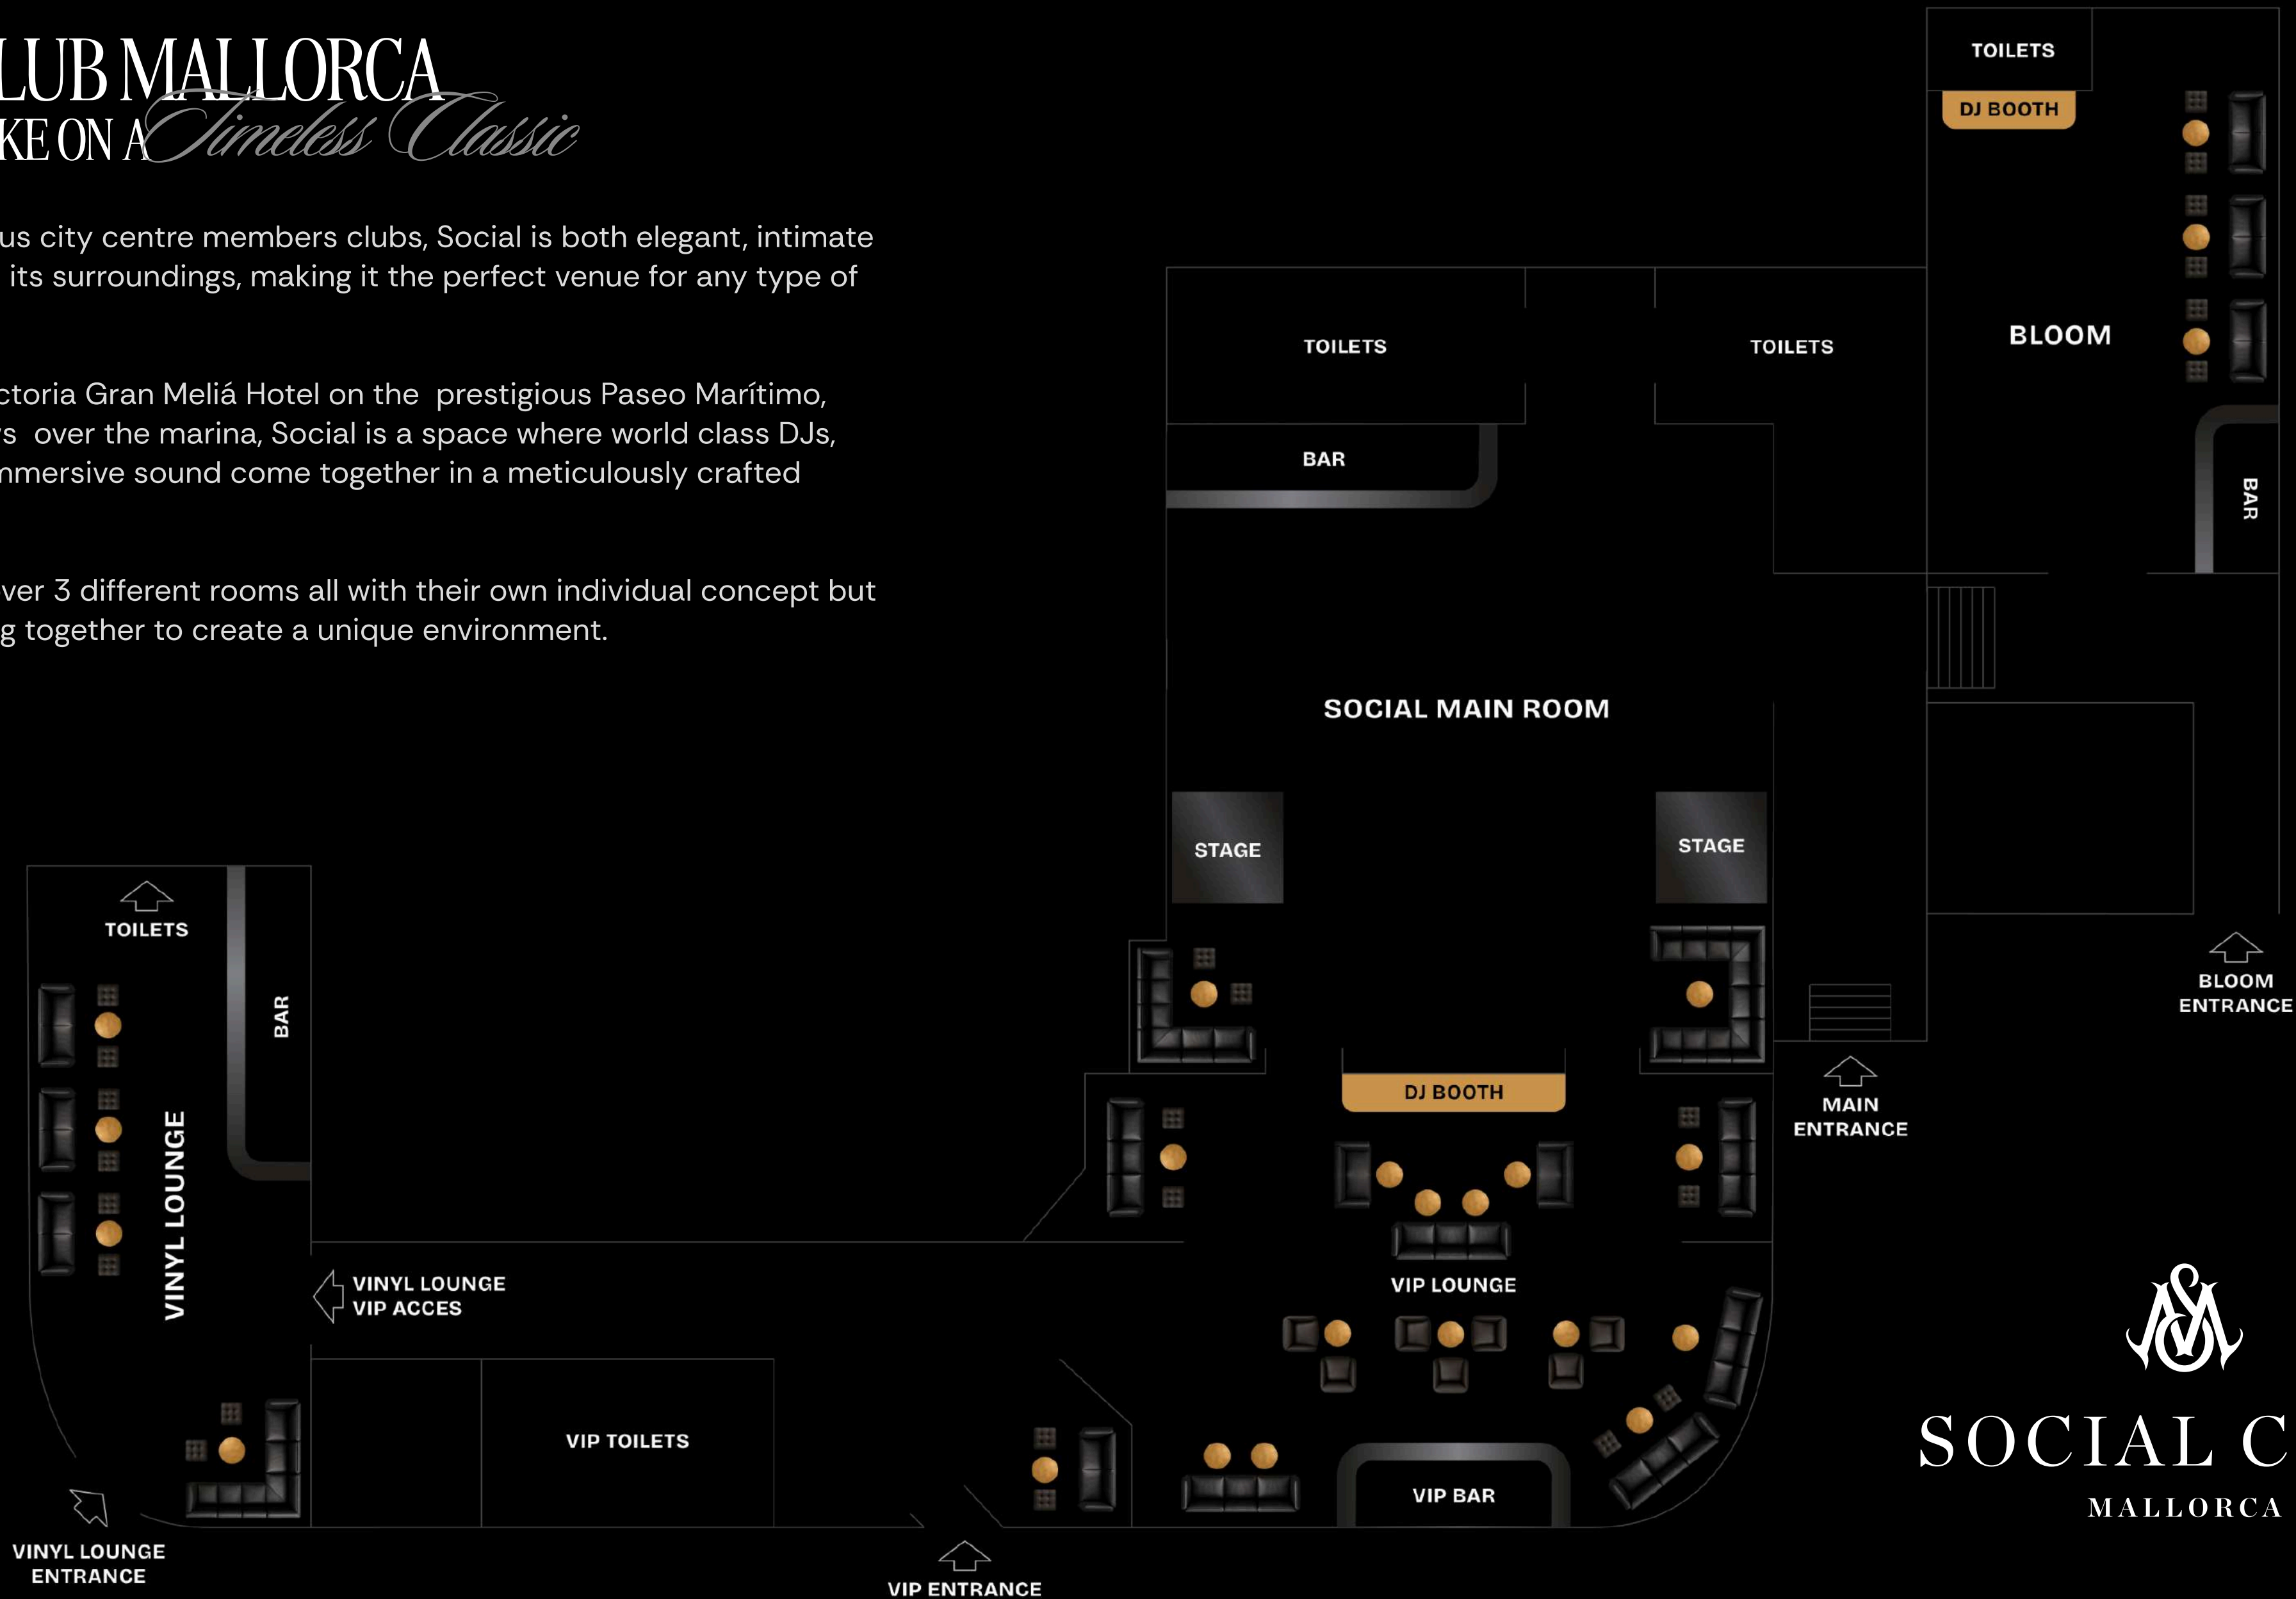 LUB MALLORCA
KE ON A Timeless Classic
us city centre members clubs, Social is both elegant, intimate
its surroundings, making it the perfect venue for any type of
ctoria Gran Meliá Hotel on the  prestigious Paseo Marítimo,
s  over the marina, Social is a space where world class DJs,
mmersive sound come together in a meticulously crafted
ver 3 different rooms all with their own individual concept but
g together to create a unique environment.
TOILETS
DJ BOOTH
BLOOM
BAR
TOILETS
TOILETS
BAR
SOCIAL MAIN ROOM
STAGE
STAGE
DJ BOOTH
BLOOM
ENTRANCE
MAIN
ENTRANCE
TOILETS
BAR
VINYL LOUNGE
VINYL LOUNGE
VIP ACCES
VIP LOUNGE
VIP TOILETS
VIP BAR
VINYL LOUNGE
ENTRANCE
VIP ENTRANCE
SOCIAL C
MALLORCA